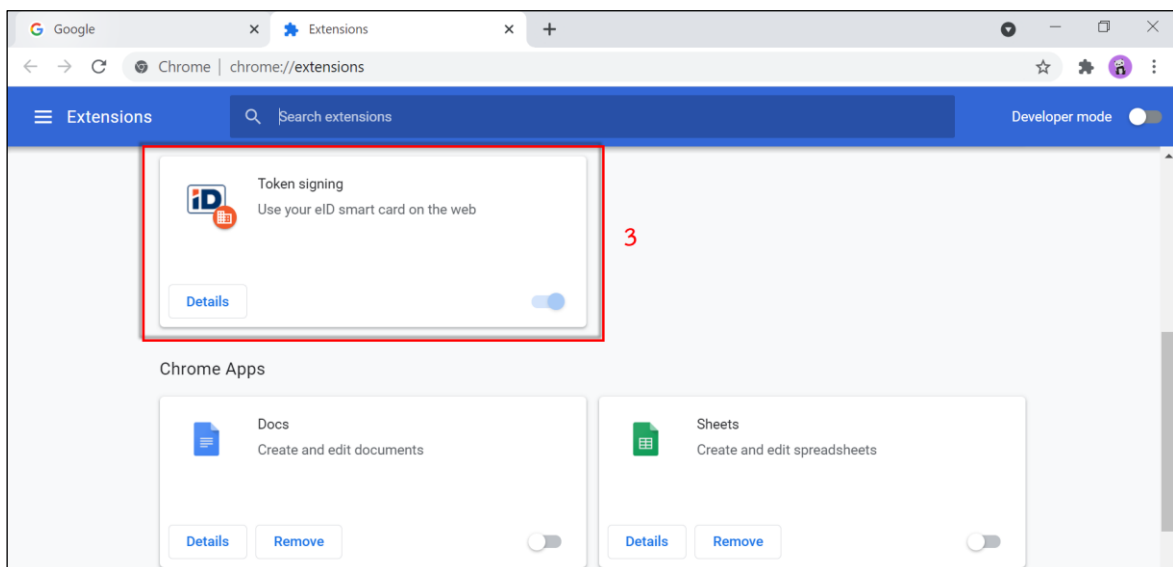 Google
Extensions
Chrome | chrome://extensions
Extensions
Search extensions
Developer mode
iD
Token signing
Use your eID smart card on the web
3
Details
Chrome Apps
Docs
Create and edit documents
Sheets
Create and edit spreadsheets
Details Remove
Details Remove